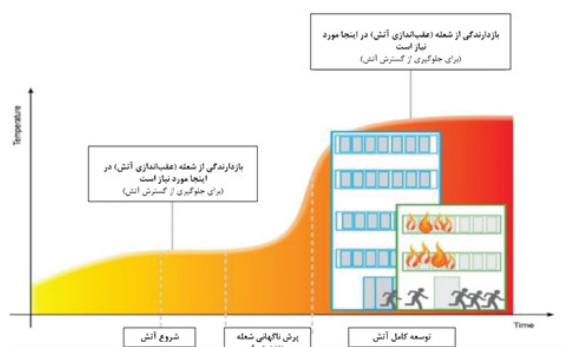 بازدارندگی از شعله (عقب‌اندازی آتش) در اینجا مورد
نیاز است
(برای جلوگیری از گسترش آتش)
Temperature
بازدارندگی از شعله (عقب‌اندازی آتش) در
اینجا مورد نیاز است
(برای جلوگیری از گسترش آتش)
Time
شروع آتش
پرش ناگهانی شعله
توسعه کامل آتش